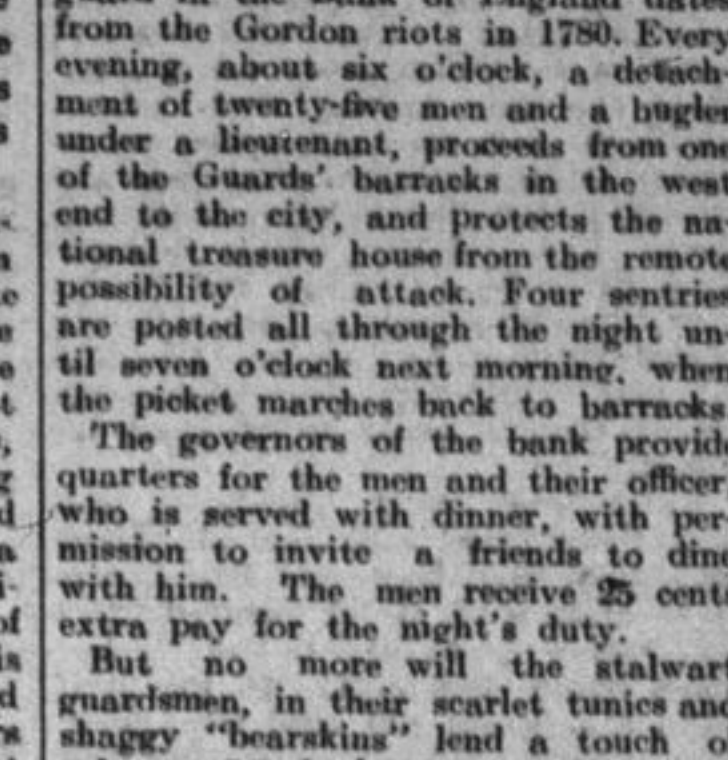 from the Gordon riots in 1780. Every
evening, about six o'clock, a detach-
ment of twenty-five men and a bugler
under a lieutenant, proceeds from one
of the Guards' barracks in the west
end to the city, and protects the na-
tional treasure house from the remote
possibility of attack. Four sentrie
are posted all through the night un-
til seven o'clock next morning, when
the picket marches back to barracks
The governors of the bank provide
quarters for the men and their officer
who is served with dinner, with per-
mission to invite a friends to dine
with him. The men receive 25 cents
extra pay for the night's duty.
But no more will the stalwart
guardsmen, in their scarlet tunics and
shaggy "bearskins" lend a touch o